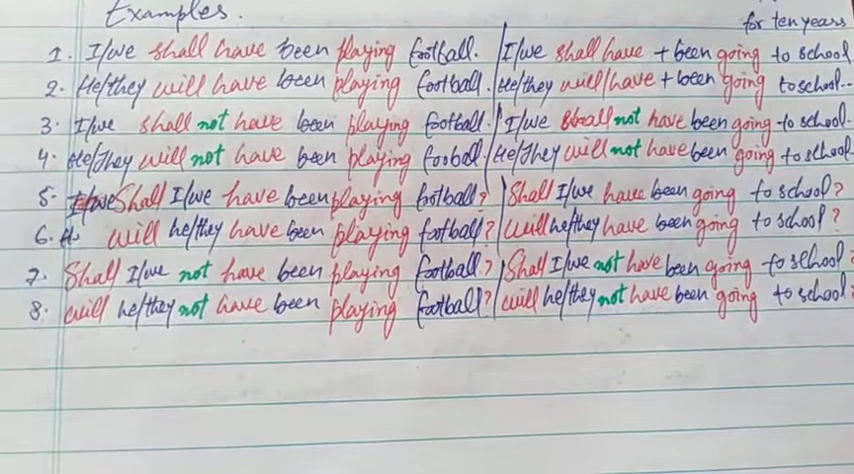 Examples.
for ten years
1. I/we shall have been playing football. | I/we shall have + been going to school
2. He/they will have been playing football. | He/they will/have + been going to school..
3. I/we shall not have been playing football. | I/we shall not have been going to school.
4. He/They will not have been playing fooball | He/They will not have been going to school.
5. I/we Shall I/we have been playing football? | Shall I/we have been going to school?
6. H. will he/they have been playing football? | will he/they have been going to school?
7. Shall I/we not have been playing football? | Shall I/we not have been going to school?
8. will he/they not have been playing football? | will he/they not have been going to school?